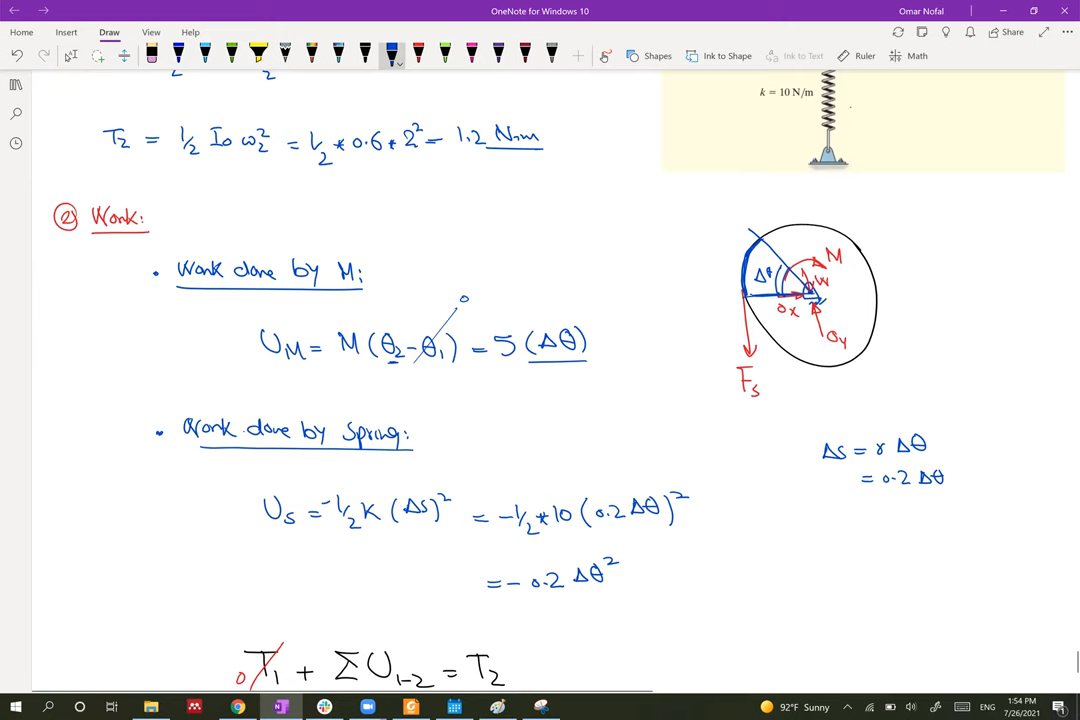 OneNote for Windows 10
Omar Nofal
Home Insert Draw View Help
Share
Shapes Ink to Shape Ink to Text Ruler Math
k = 10 N/m
T2 = 1/2 Io ω2² = 1/2 * 0.6 * 2² = 1.2 N.m
② Work:
• Work done by M:
UM = M(θ2 - θ1) = 5 (Δθ)
0
• Work done by Spring:
Us = -1/2 K (Δs)² = -1/2 * 10 (0.2 Δθ)²
= - 0.2 Δθ²
0 T1 + ΣU1-2 = T2
M
Δθ
W
Ox
Oy
Fs
Δs = r Δθ
= 0.2 Δθ
92°F Sunny
ENG
1:54 PM
7/26/2021